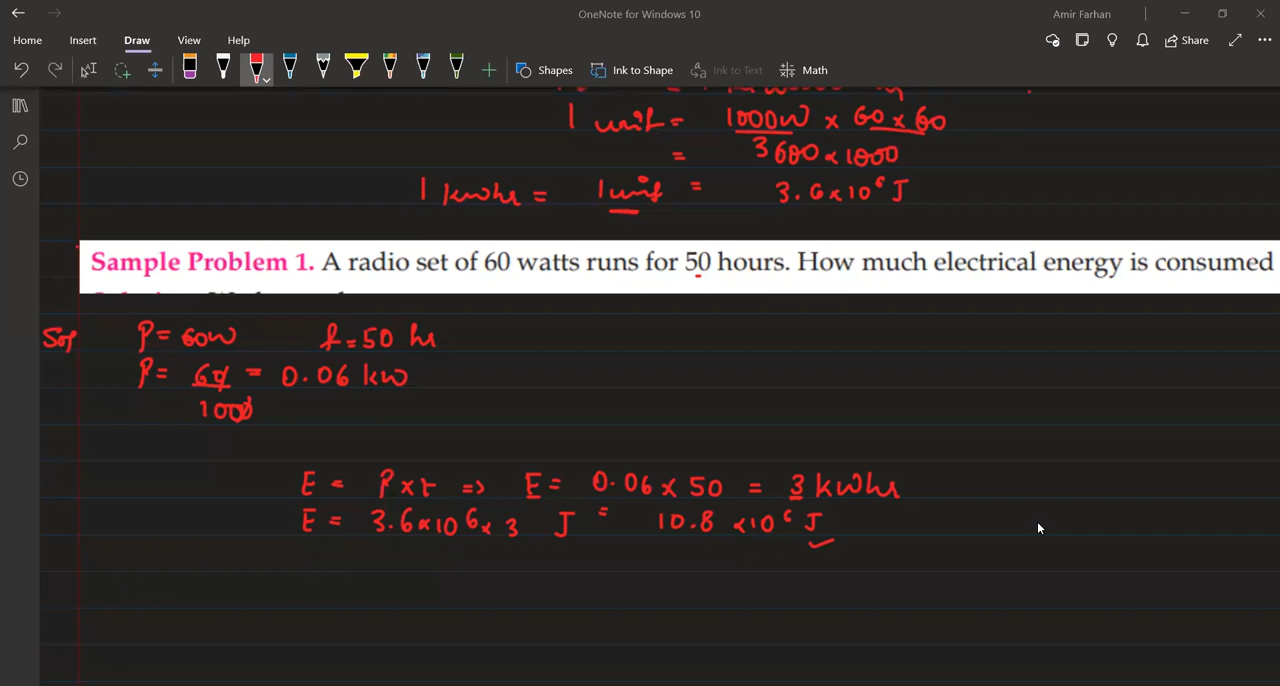 OneNote for Windows 10
Amir Farhan
Home Insert Draw View Help
Share
Shapes Ink to Shape Ink to Text Math
1 unit = 1000W × 60 × 60
= 3600 × 1000
1 kwhr = 1 unit = 3.6×10⁶ J
Sample Problem 1. A radio set of 60 watts runs for 50 hours. How much electrical energy is consumed
Sol P = 60W t = 50 hr
P = 60 = 0.06 kw
1000
E = P×t => E = 0.06 × 50 = 3 kwhr
E = 3.6×10⁶ × 3 J = 10.8 ×10⁶ J